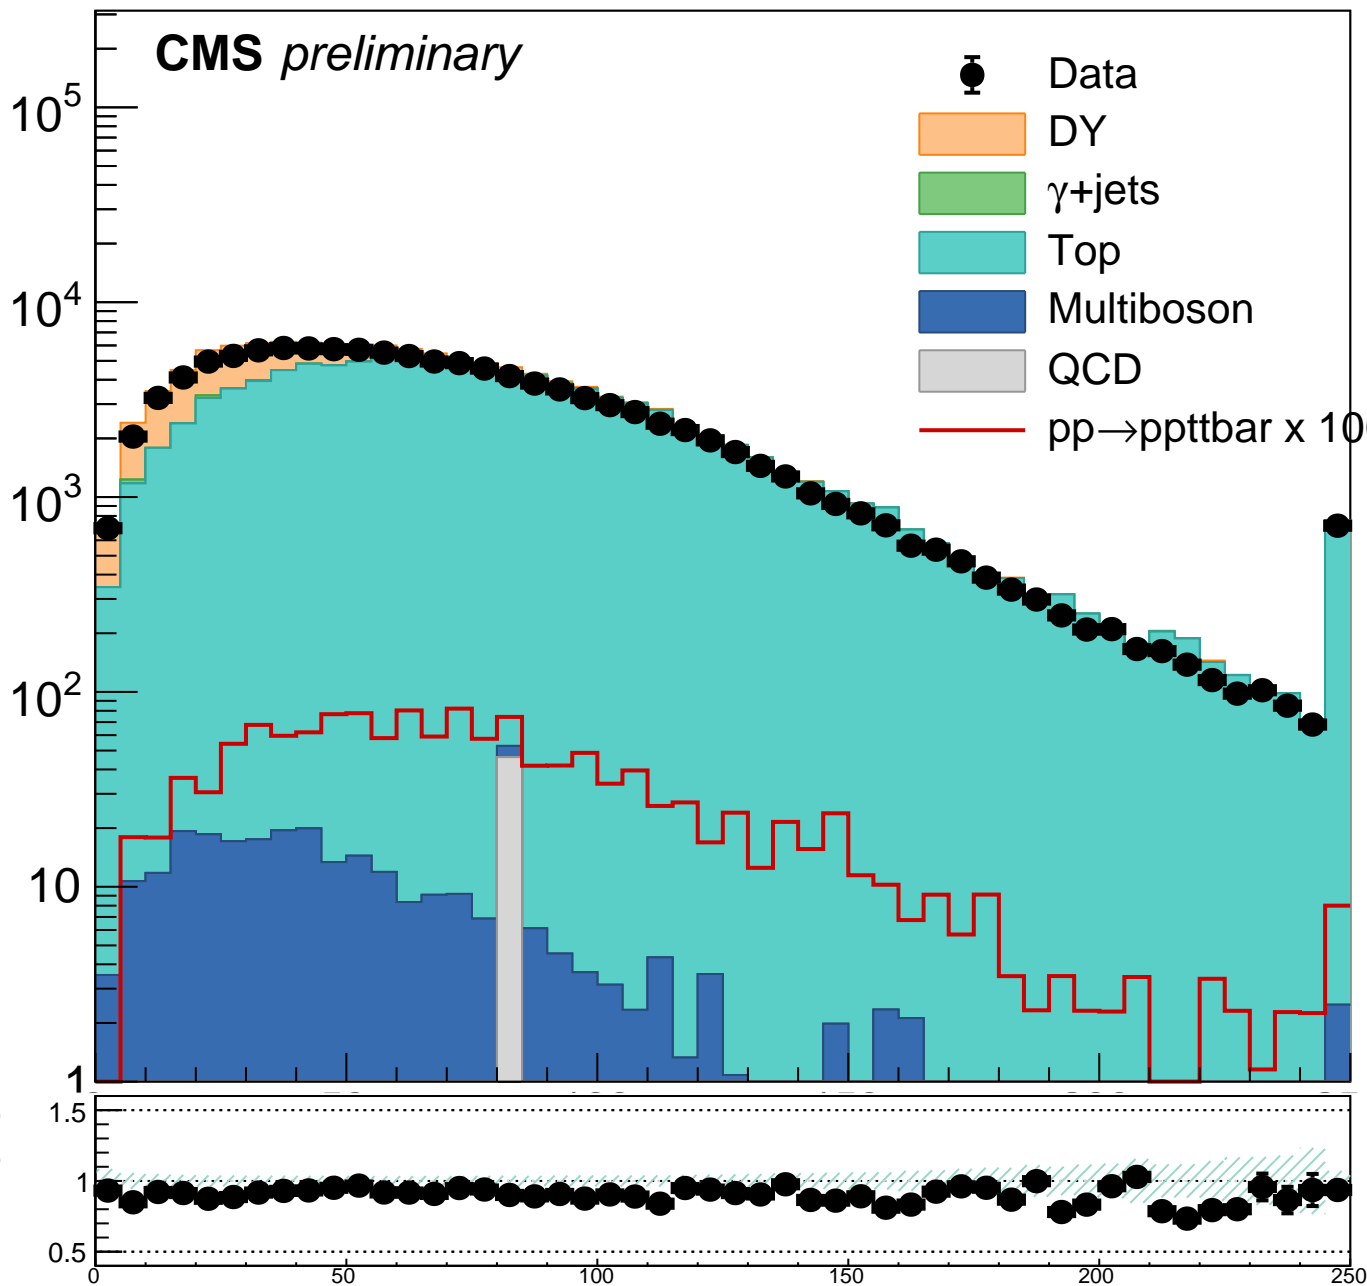 CMS preliminary
Data
DY
γ+jets
Top
Multiboson
QCD
pp→ppttbar x 10
10^5
10^4
10^3
10^2
10
1
1.5
1
0.5
0 50 100 150 200 250